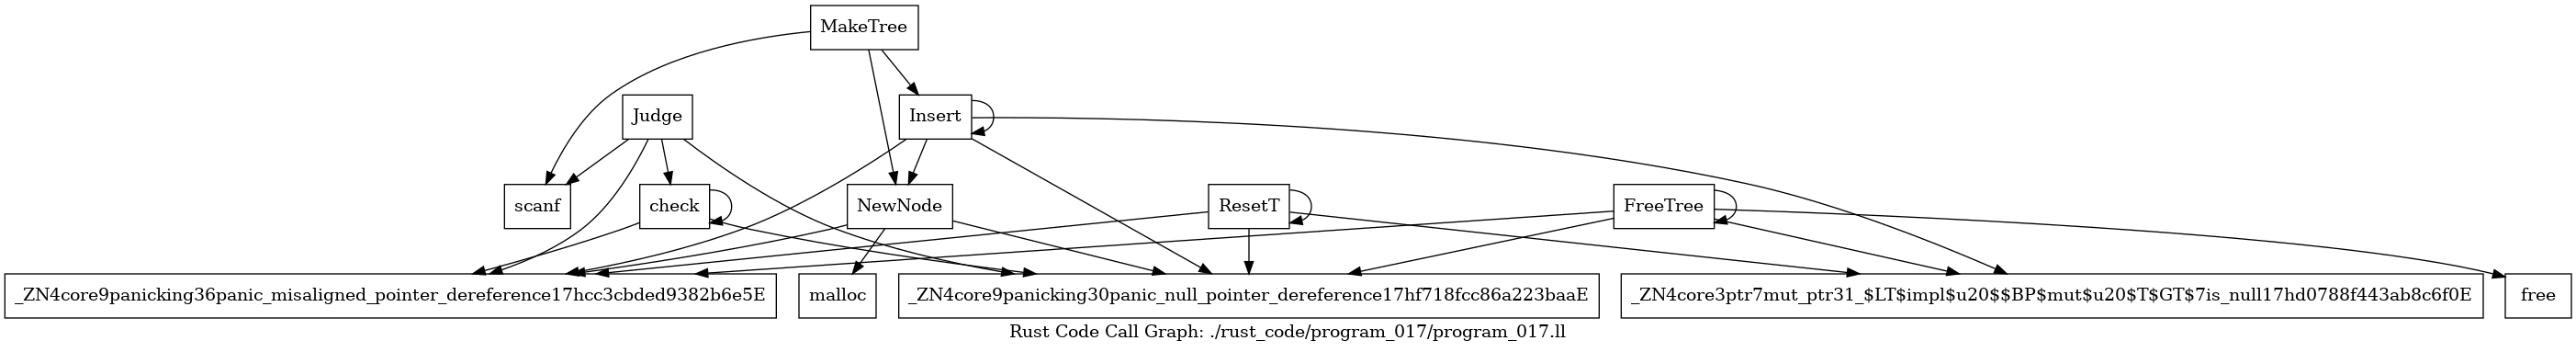 MakeTree
Judge
Insert
scanf
check
NewNode
ResetT
FreeTree
_ZN4core9panicking36panic_misaligned_pointer_dereference17hcc3cbded9382b6e5E
malloc
_ZN4core9panicking30panic_null_pointer_dereference17hf718fcc86a223baaE
_ZN4core3ptr7mut_ptr31_$LT$impl$u20$$BP$mut$u20$T$GT$7is_null17hd0788f443ab8c6f0E
free
Rust Code Call Graph: ./rust_code/program_017/program_017.ll